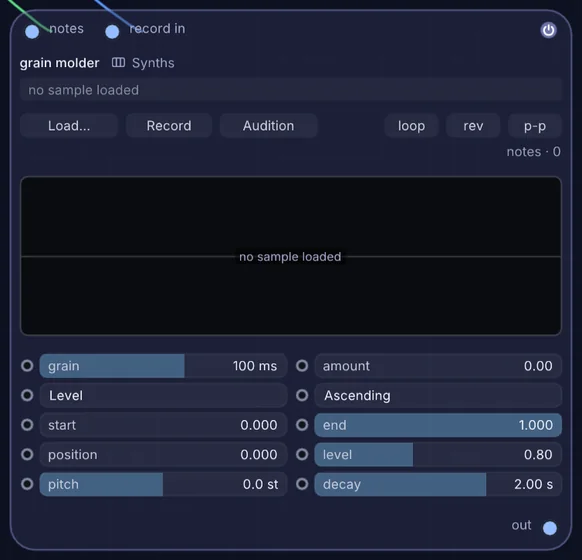 notes record in
grain molder Synths
no sample loaded
Load... Record Audition loop rev p-p
notes · 0
no sample loaded
grain 100 ms amount 0.00
Level Ascending
start 0.000 end 1.000
position 0.000 level 0.80
pitch 0.0 st decay 2.00 s
out